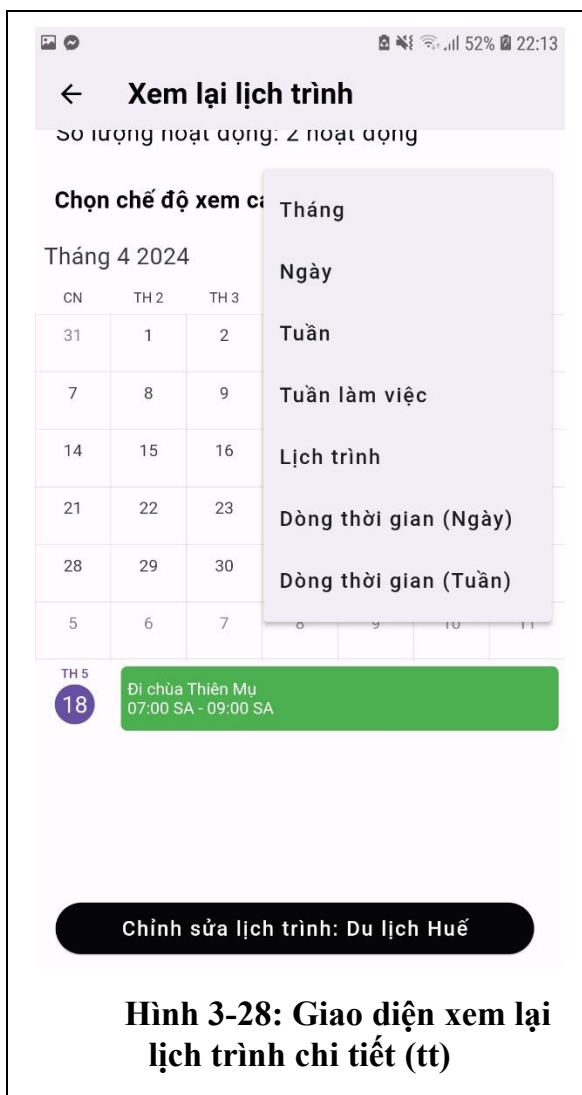 52% 22:13
Xem lại lịch trình
Số lượng hoạt động: 2 hoạt động
Chọn chế độ xem
Tháng 4 2024
CN TH 2 TH 3
31 1 2
7 8 9
14 15 16
21 22 23
28 29 30
5 6 7 8 9 10 11
Tháng
Ngày
Tuần
Tuần làm việc
Lịch trình
Dòng thời gian (Ngày)
Dòng thời gian (Tuần)
TH 5
18
Đi chùa Thiên Mụ
07:00 SA - 09:00 SA
Chỉnh sửa lịch trình: Du lịch Huế
Hình 3-28: Giao diện xem lại
lịch trình chi tiết (tt)